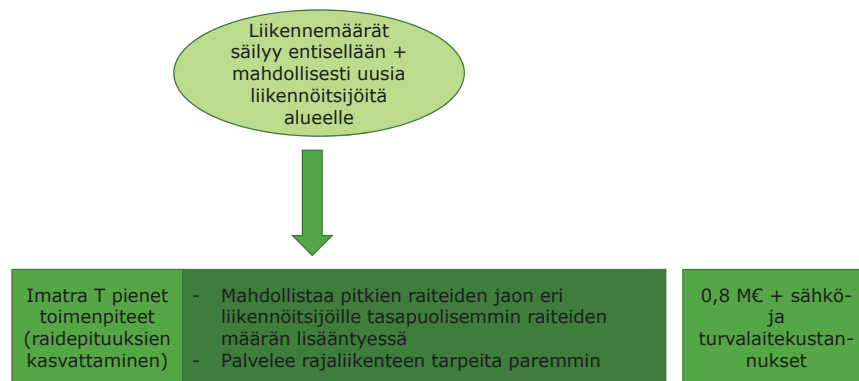 Liikennemäärät
säilyy entisellään +
mahdollisesti uusia
liikennöitsijöitä
alueelle
Imatra T pienet
toimenpiteet
(raidepituuksien
kasvattaminen)
- Mahdollistaa pitkien raiteiden jaon eri
liikennöitsijöille tasapuolisemmin raiteiden
määrän lisääntyessä
- Palvelee rajaliikenteen tarpeita paremmin
0,8 M€ + sähkö-
ja
turvalaitekustan-
nukset